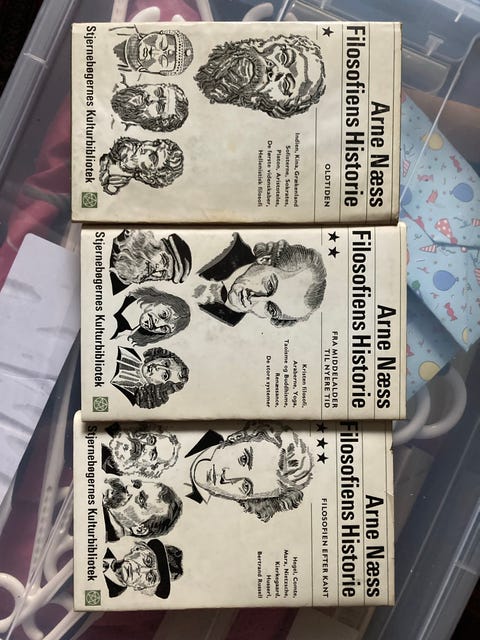 Arne Næss
Filosofiens Historie
★
OLDTIDEN
Indien, Kina, Grækenland
Sofisterne, Sokrates,
Platon, Aristoteles,
De første videnskaber,
Hellenistisk filosofi
Stjernebøgernes Kulturbibliotek
Arne Næss
Filosofiens Historie
★★
FRA MIDDELALDER
TIL NYERE TID
Kristen filosofi,
Araberne, Yoga,
Taoisme og Buddhisme,
Renæssance,
De store systemer
Stjernebøgernes Kulturbibliotek
Arne Næss
Filosofiens Historie
★★★
FILOSOFIEN EFTER KANT
Hegel, Comte,
Marx, Nietzsche,
Kierkegaard,
Husserl,
Bertrand Russell
Stjernebøgernes Kulturbibliotek